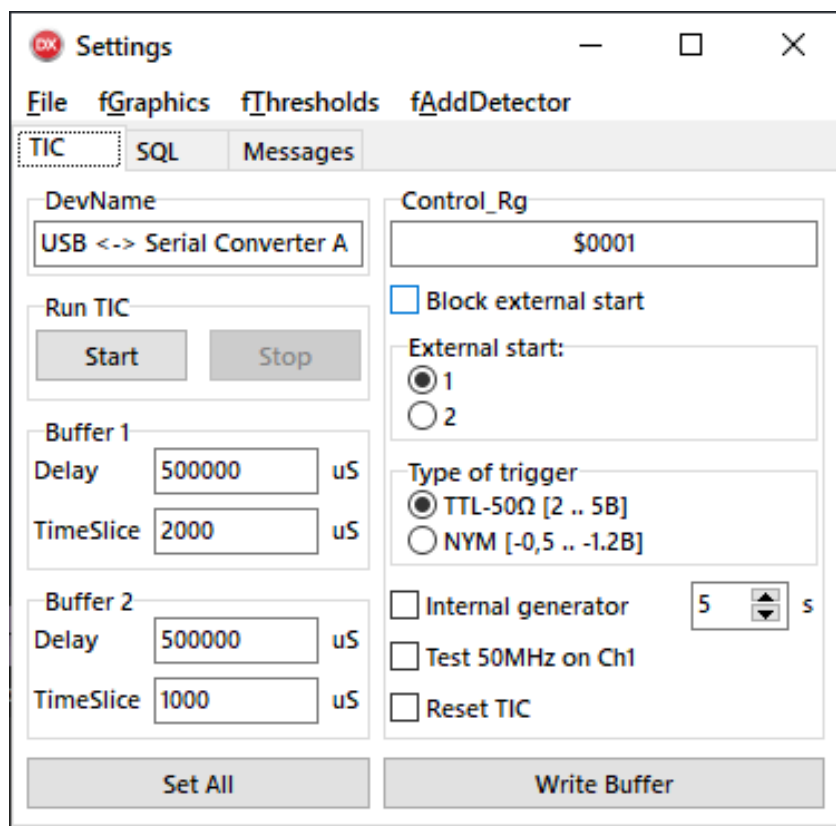 DX Settings
File fGraphics fThresholds fAddDetector
TIC SQL Messages
DevName
USB <-> Serial Converter A
Run TIC
Start Stop
Buffer 1
Delay 500000 uS
TimeSlice 2000 uS
Buffer 2
Delay 500000 uS
TimeSlice 1000 uS
Set All
Control_Rg
$0001
Block external start
External start:
1
2
Type of trigger
TTL-50Ω [2 .. 5B]
NYM [-0,5 .. -1.2B]
Internal generator 5 s
Test 50MHz on Ch1
Reset TIC
Write Buffer